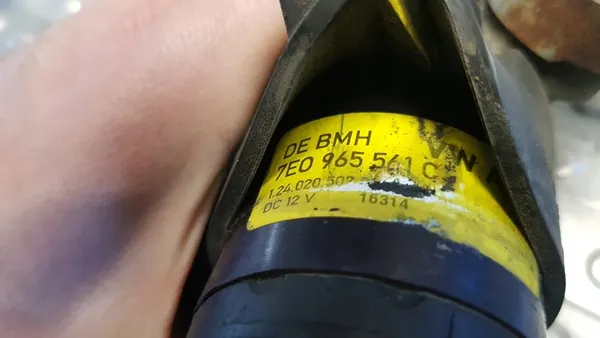 DE BMH
7E0 965 561 C
1.24.020.502
DC 12 V 16314